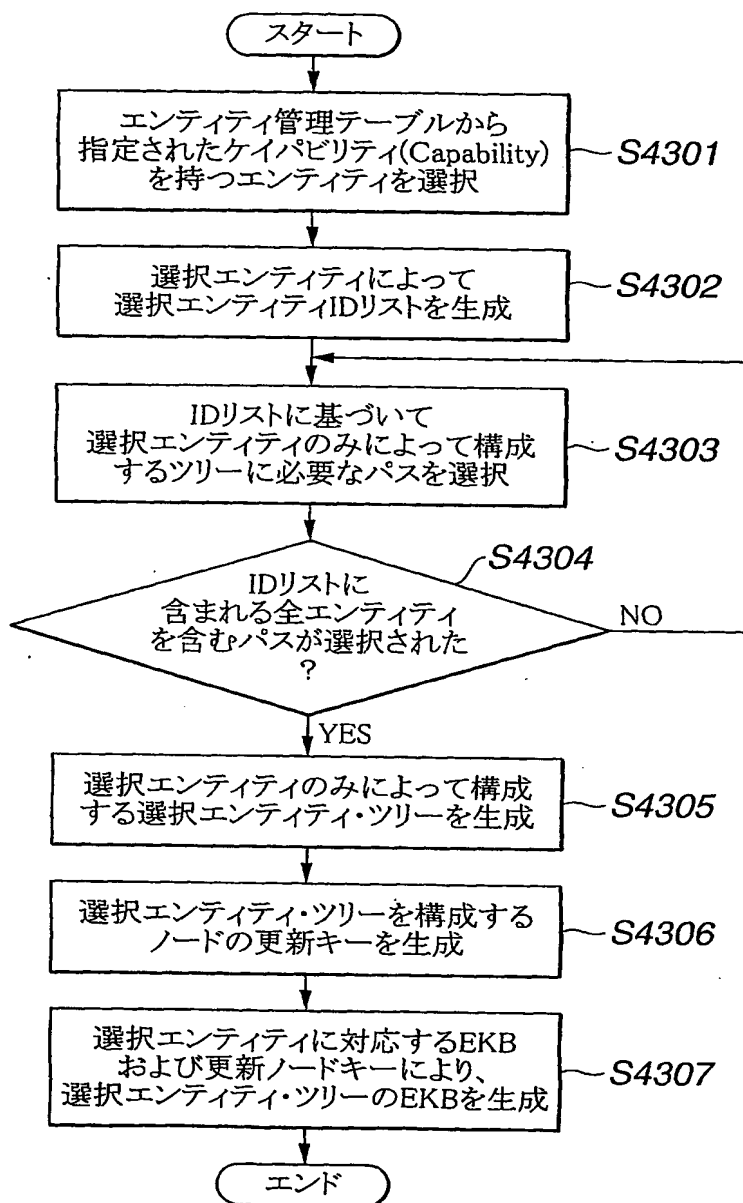 スタート
エンティティ管理テーブルから
指定されたケイパビリティ(Capability)
を持つエンティティを選択
S4301
選択エンティティによって
選択エンティティIDリストを生成
S4302
IDリストに基づいて
選択エンティティのみによって構成
するツリーに必要なパスを選択
S4303
S4304
IDリストに
含まれる全エンティティ
を含むパスが選択された
?
NO
YES
選択エンティティのみによって構成
する選択エンティティ・ツリーを生成
S4305
選択エンティティ・ツリーを構成する
ノードの更新キーを生成
S4306
選択エンティティに対応するEKB
および更新ノードキーにより、
選択エンティティ・ツリーのEKBを生成
S4307
エンド